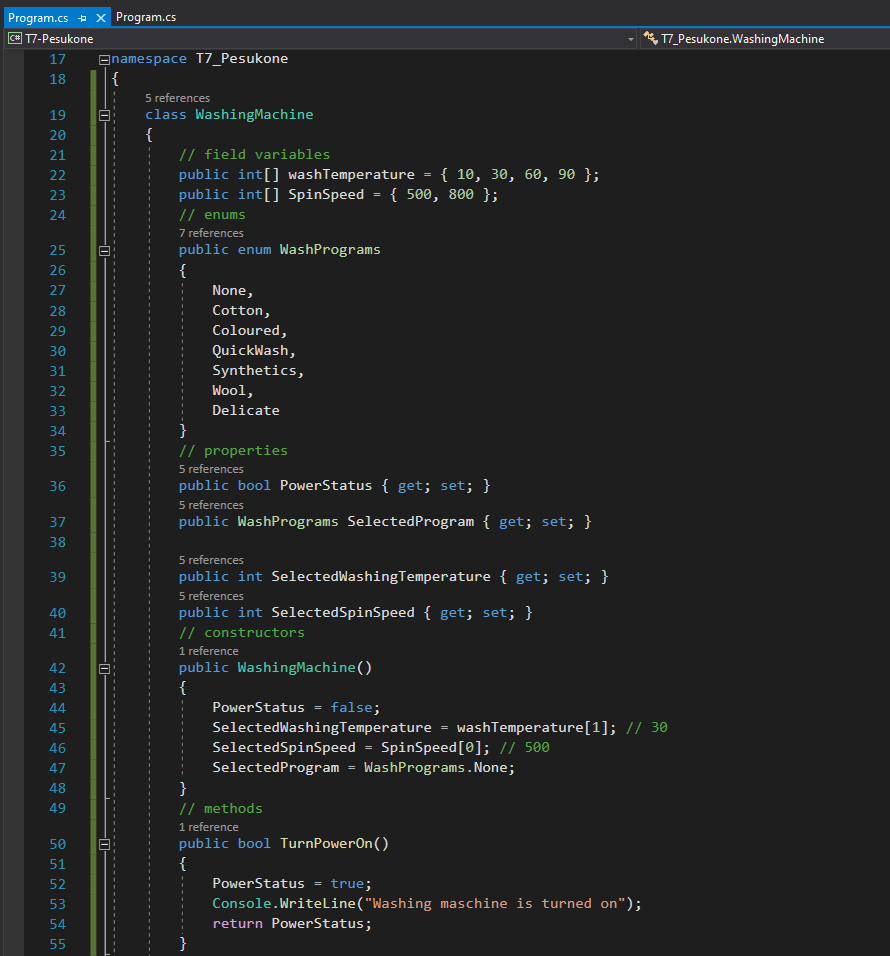 Program.cs Program.cs
C# T7-Pesukone T7_Pesukone.WashingMachine
17 namespace T7_Pesukone
18 {
5 references
19 class WashingMachine
20 {
21 // field variables
22 public int[] washTemperature = { 10, 30, 60, 90 };
23 public int[] SpinSpeed = { 500, 800 };
24 // enums
7 references
25 public enum WashPrograms
26 {
27 None,
28 Cotton,
29 Coloured,
30 QuickWash,
31 Synthetics,
32 Wool,
33 Delicate
34 }
35 // properties
5 references
36 public bool PowerStatus { get; set; }
5 references
37 public WashPrograms SelectedProgram { get; set; }
38
5 references
39 public int SelectedWashingTemperature { get; set; }
5 references
40 public int SelectedSpinSpeed { get; set; }
41 // constructors
1 reference
42 public WashingMachine()
43 {
44 PowerStatus = false;
45 SelectedWashingTemperature = washTemperature[1]; // 30
46 SelectedSpinSpeed = SpinSpeed[0]; // 500
47 SelectedProgram = WashPrograms.None;
48 }
49 // methods
1 reference
50 public bool TurnPowerOn()
51 {
52 PowerStatus = true;
53 Console.WriteLine("Washing maschine is turned on");
54 return PowerStatus;
55 }